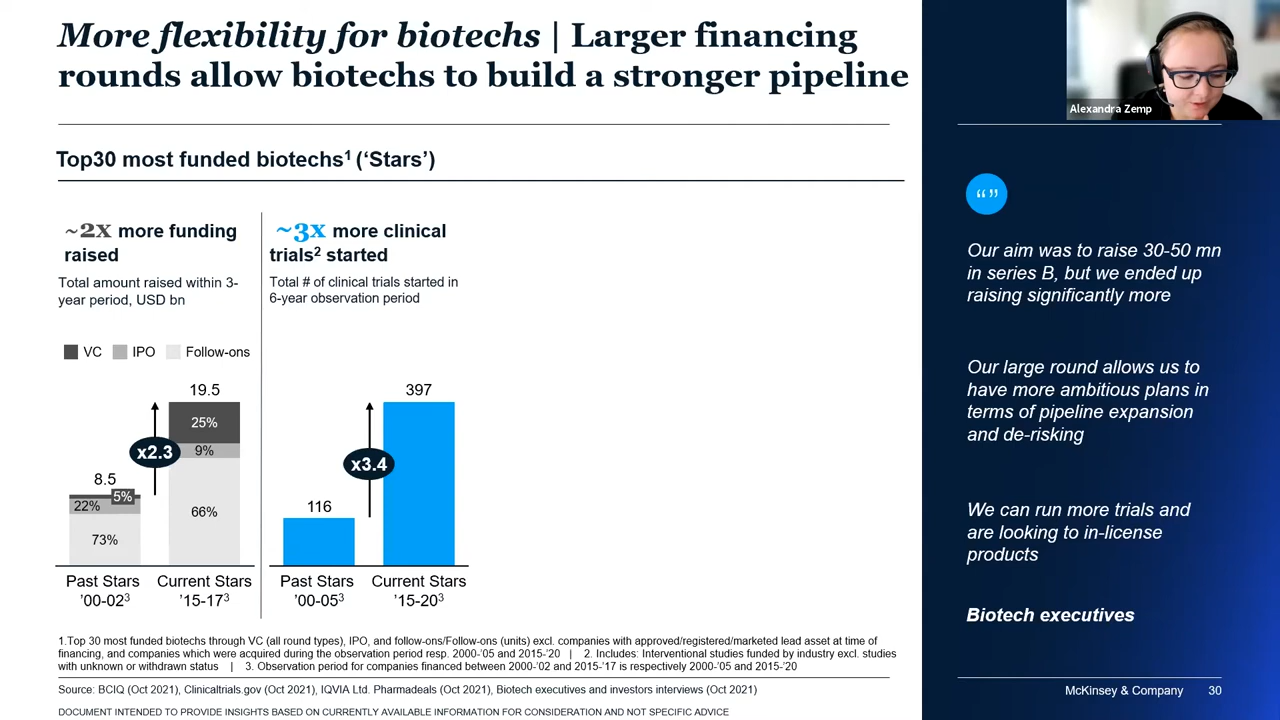 More flexibility for biotechs | Larger financing
rounds allow biotechs to build a stronger pipeline
Alexandra Zemp
Top30 most funded biotechs¹ (‘Stars’)
~2x more funding
raised
Total amount raised within 3-
year period, USD bn
VC IPO Follow-ons
19.5
25%
9%
66%
x2.3
8.5
5%
22%
73%
Past Stars
’00-02³
Current Stars
’15-17³
~3x more clinical
trials² started
Total # of clinical trials started in
6-year observation period
397
x3.4
116
Past Stars
’00-05³
Current Stars
’15-20³
“”
Our aim was to raise 30-50 mn
in series B, but we ended up
raising significantly more
Our large round allows us to
have more ambitious plans in
terms of pipeline expansion
and de-risking
We can run more trials and
are looking to in-license
products
Biotech executives
1.Top 30 most funded biotechs through VC (all round types), IPO, and follow-ons/Follow-ons (units) excl. companies with approved/registered/marketed lead asset at time of
financing, and companies which were acquired during the observation period resp. 2000-’05 and 2015-’20 | 2. Includes: Interventional studies funded by industry excl. studies
with unknown or withdrawn status | 3. Observation period for companies financed between 2000-’02 and 2015-’17 is respectively 2000-’05 and 2015-’20
Source: BCIQ (Oct 2021), Clinicaltrials.gov (Oct 2021), IQVIA Ltd. Pharmadeals (Oct 2021), Biotech executives and investors interviews (Oct 2021)
DOCUMENT INTENDED TO PROVIDE INSIGHTS BASED ON CURRENTLY AVAILABLE INFORMATION FOR CONSIDERATION AND NOT SPECIFIC ADVICE
McKinsey & Company 30